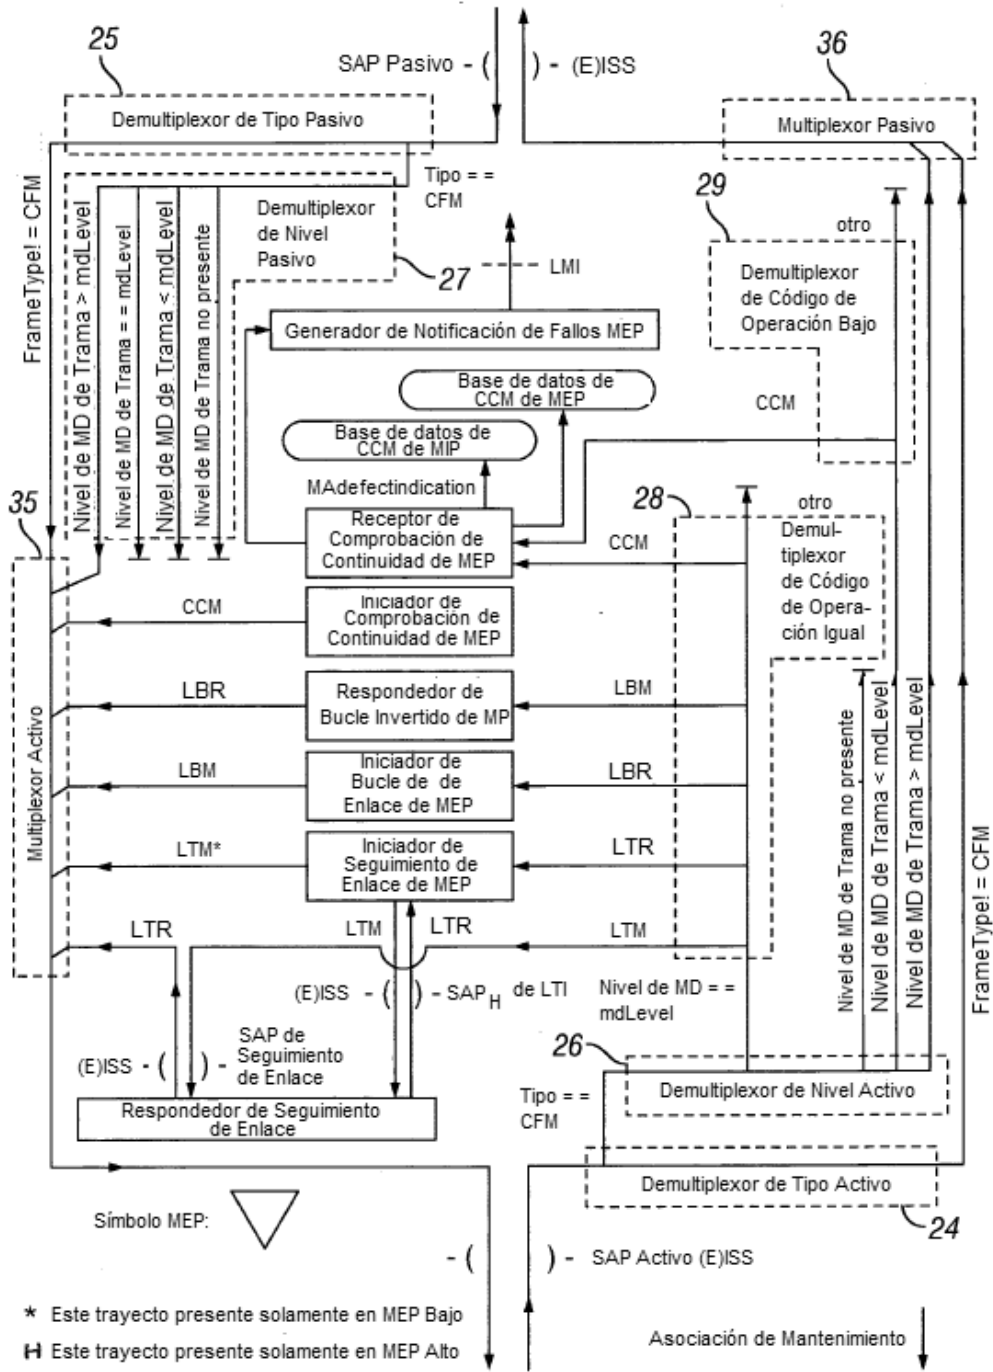 25
SAP Pasivo - ( ) - (E)ISS
36
Demultiplexor de Tipo Pasivo
Multiplexor Pasivo
Tipo ==
CFM
29
FrameType! = CFM
Nivel de MD de Trama > mdLevel
Nivel de MD de Trama = = mdLevel
Nivel de MD de Trama < mdLevel
Nivel de MD de Trama no presente
Demultiplexor
de Nivel
Pasivo
27
otro
LMI
Demultiplexor
de Código de
Operación Bajo
Generador de Notificación de Fallos MEP
Base de datos de
CCM de MEP
CCM
Base de datos de
CCM de MIP
MAdefectindication
35
28
otro
Receptor de
Comprobación de
Continuidad de MEP
CCM
Demul-
tiplexor
de Código
de Opera-
ción Igual
CCM
Iniciador de
Comprobación de
Continuidad de MEP
LBR
Respondedor de
Bucle Invertido de MP
LBM
Multiplexor Activo
LBM
Iniciador de
Bucle de de
Enlace de MEP
LBR
LTM*
Iniciador de
Seguimiento de
Enlace de MEP
LTR
Nivel de MD de Trama no presente
Nivel de MD de Trama < mdLevel
Nivel de MD de Trama > mdLevel
FrameType! = CFM
LTR
LTM
LTR
LTM
(E)ISS - ( ) - SAP H de LTI
Nivel de MD ==
mdLevel
(E)ISS - ( ) - SAP de
Seguimiento
de Enlace
26
Tipo = =
CFM
Demultiplexor de Nivel Activo
Respondedor de Seguimiento
de Enlace
Demultiplexor de Tipo Activo
24
Símbolo MEP:
- ( ) - SAP Activo (E)ISS
* Este trayecto presente solamente en MEP Bajo
H Este trayecto presente solamente en MEP Alto
Asociación de Mantenimiento